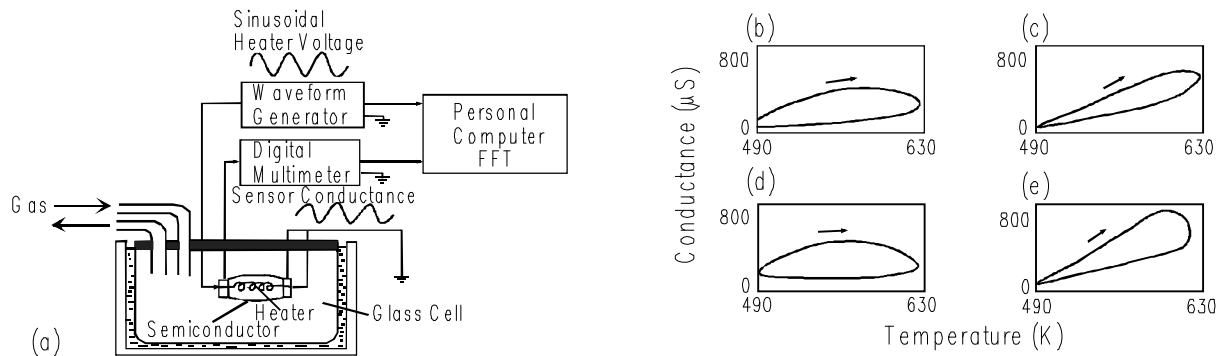 Sinusoidal
Heater Voltage
Waveform
Generator
Personal
Computer
FFT
Digital
Multimeter
Sensor Conductance
Gas
Heater
Semiconductor
Glass Cell
(a)
Conductance (μS)
(b)
800
0
490
630
(c)
800
0
490
630
(d)
800
0
490
630
(e)
800
0
490
630
Temperature (K)